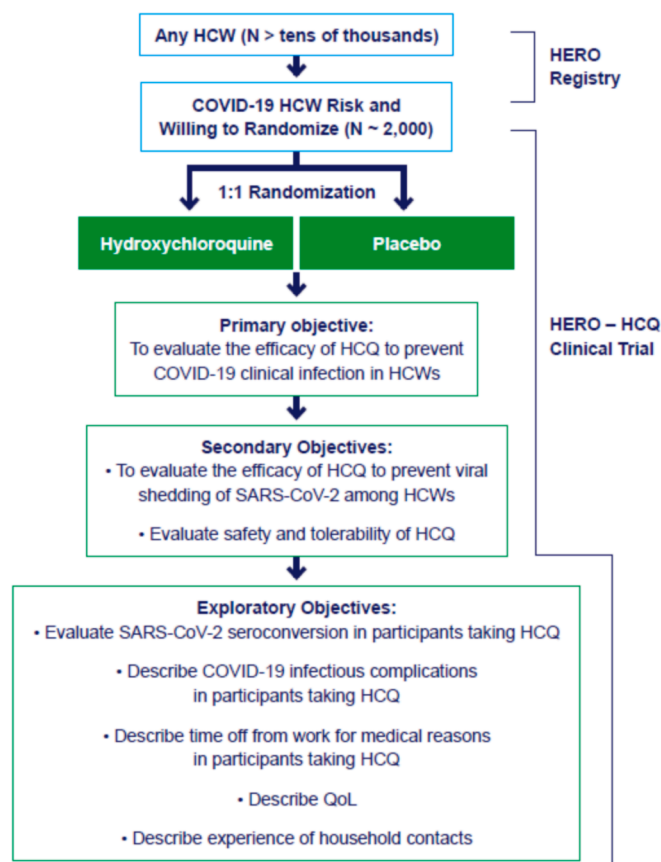 Any HCW (N > tens of thousands)
HERO
Registry
COVID-19 HCW Risk and
Willing to Randomize (N ~ 2,000)
1:1 Randomization
Hydroxychloroquine
Placebo
Primary objective:
To evaluate the efficacy of HCQ to prevent
COVID-19 clinical infection in HCWs
HERO – HCQ
Clinical Trial
Secondary Objectives:
• To evaluate the efficacy of HCQ to prevent viral
shedding of SARS-CoV-2 among HCWs
• Evaluate safety and tolerability of HCQ
Exploratory Objectives:
• Evaluate SARS-CoV-2 seroconversion in participants taking HCQ
• Describe COVID-19 infectious complications
in participants taking HCQ
• Describe time off from work for medical reasons
in participants taking HCQ
• Describe QoL
• Describe experience of household contacts